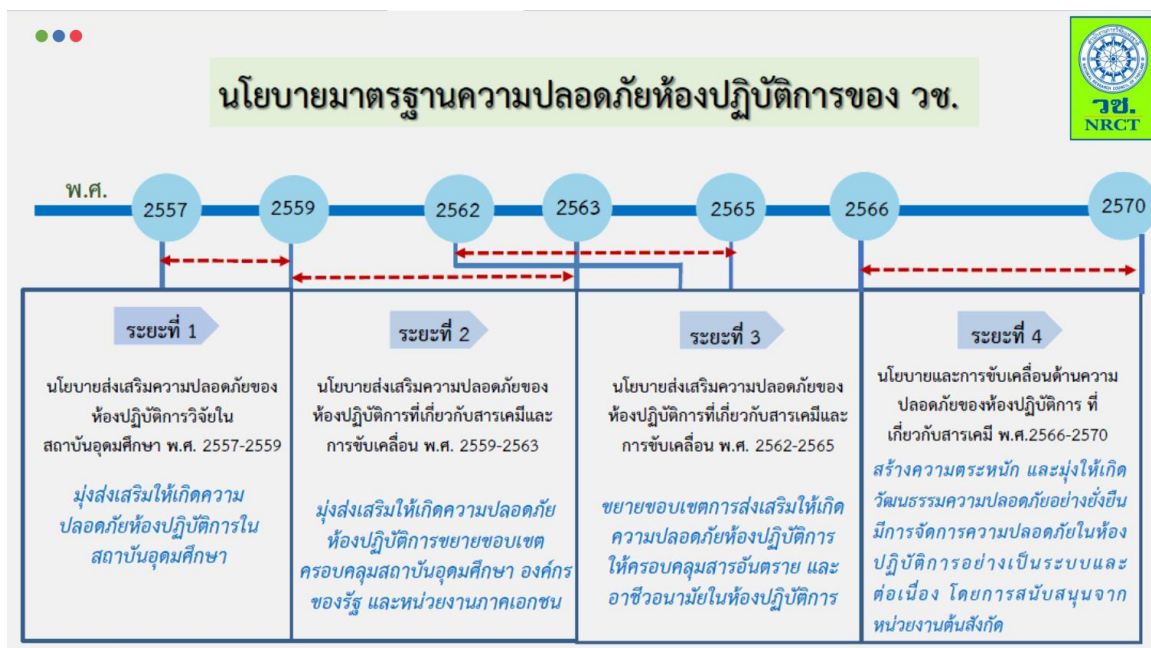 นโยบายมาตรฐานความปลอดภัยห้องปฏิบัติการของ วช.
วช.
NRCT
พ.ศ.
2557
2559
2562
2563
2565
2566
2570
ระยะที่ 1
นโยบายส่งเสริมความปลอดภัยของ
ห้องปฏิบัติการวิจัยใน
สถาบันอุดมศึกษา พ.ศ. 2557-2559
มุ่งส่งเสริมให้เกิดความ
ปลอดภัยห้องปฏิบัติการใน
สถาบันอุดมศึกษา
ระยะที่ 2
นโยบายส่งเสริมความปลอดภัยของ
ห้องปฏิบัติการที่เกี่ยวกับสารเคมีและ
การขับเคลื่อน พ.ศ. 2559-2563
มุ่งส่งเสริมให้เกิดความปลอดภัย
ห้องปฏิบัติการขยายขอบเขต
ครอบคลุมสถาบันอุดมศึกษา องค์กร
ของรัฐ และหน่วยงานภาคเอกชน
ระยะที่ 3
นโยบายส่งเสริมความปลอดภัยของ
ห้องปฏิบัติการที่เกี่ยวกับสารเคมีและ
การขับเคลื่อน พ.ศ. 2562-2565
ขยายขอบเขตการส่งเสริมให้เกิด
ความปลอดภัยห้องปฏิบัติการ
ให้ครอบคลุมสารอันตราย และ
อาชีวอนามัยในห้องปฏิบัติการ
ระยะที่ 4
นโยบายและการขับเคลื่อนด้านความ
ปลอดภัยของห้องปฏิบัติการ ที่
เกี่ยวกับสารเคมี พ.ศ.2566-2570
สร้างความตระหนัก และมุ่งให้เกิด
วัฒนธรรมความปลอดภัยอย่างยั่งยืน
มีการจัดการความปลอดภัยในห้อง
ปฏิบัติการอย่างเป็นระบบและ
ต่อเนื่อง โดยการสนับสนุนจาก
หน่วยงานต้นสังกัด